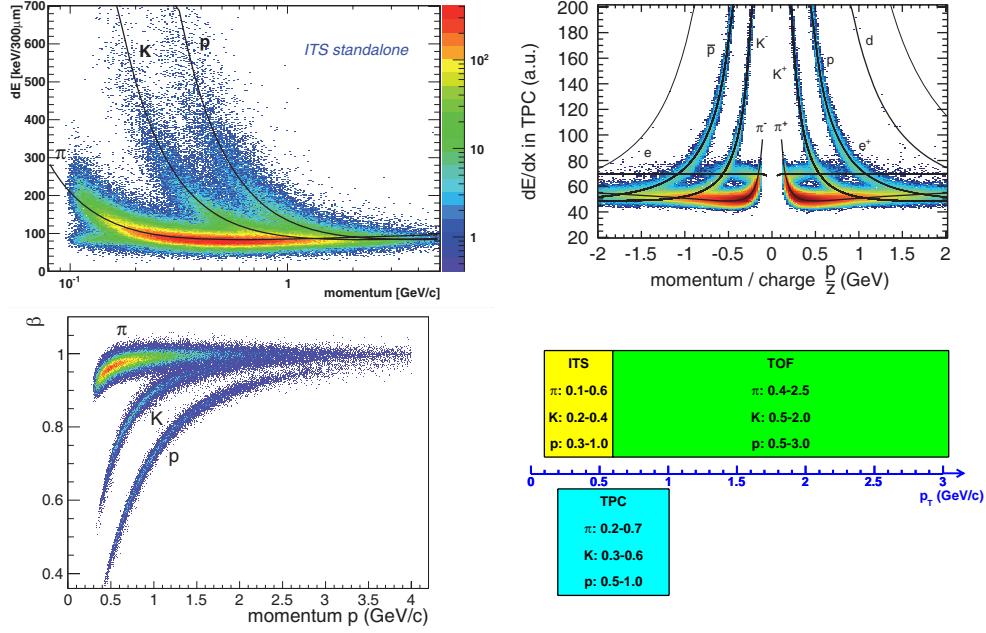 dE [keV/300μm]
700
600
500
400
300
200
100
0
K
p
π
ITS standalone
10²
10
1
10⁻¹
1
momentum [GeV/c]
dE/dx in TPC (a.u.)
200
180
160
140
120
100
80
60
40
20
p̄
K⁻
K⁺
p
d
π⁻
π⁺
e
e⁺
-2
-1.5
-1
-0.5
0
0.5
1
1.5
2
momentum / charge p/z (GeV)
β
1
0.8
0.6
0.4
π
K
p
0
0.5
1
1.5
2
2.5
3
3.5
4
momentum p (GeV/c)
ITS
π: 0.1-0.6
K: 0.2-0.4
p: 0.3-1.0
TOF
π: 0.4-2.5
K: 0.5-2.0
p: 0.5-3.0
0
0.5
1
1.5
2
2.5
3
p_T (GeV/c)
TPC
π: 0.2-0.7
K: 0.3-0.6
p: 0.5-1.0